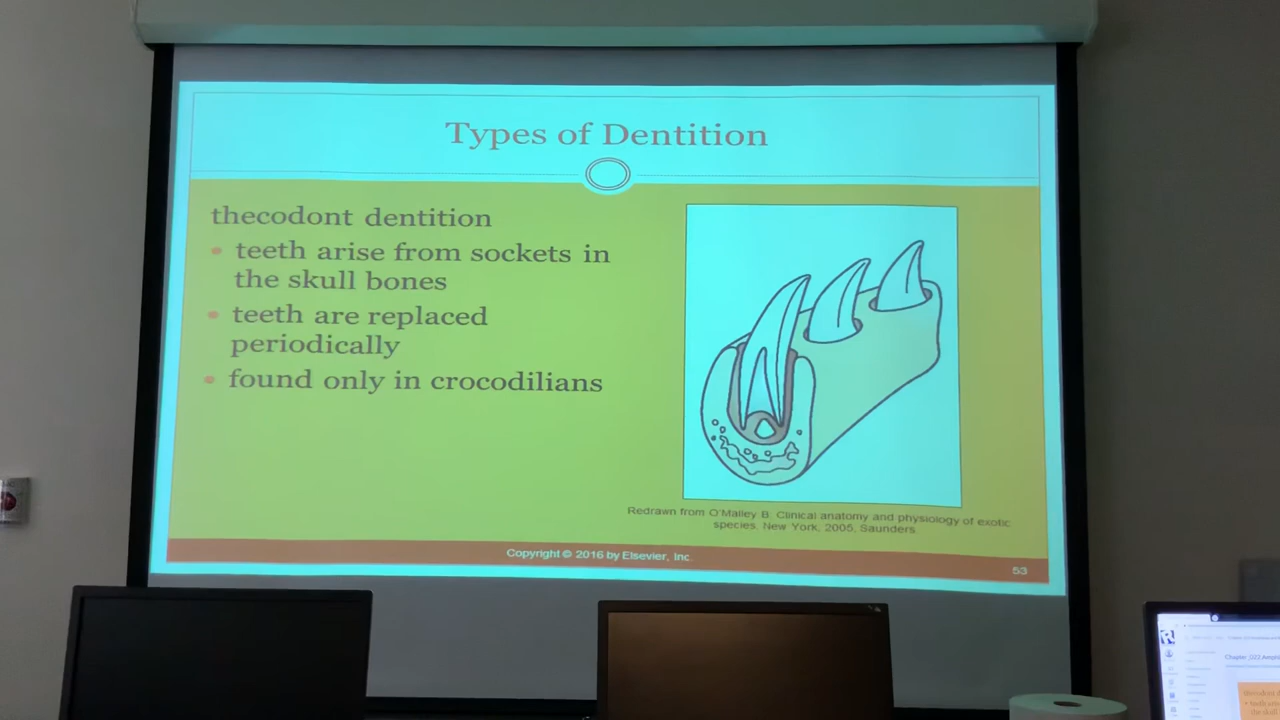 Types of Dentition
thecodont dentition
• teeth arise from sockets in
the skull bones
• teeth are replaced
periodically
• found only in crocodilians
Redrawn from O'Malley B: Clinical anatomy and physiology of exotic
species. New York, 2005, Saunders.
Copyright © 2016 by Elsevier, Inc.
53